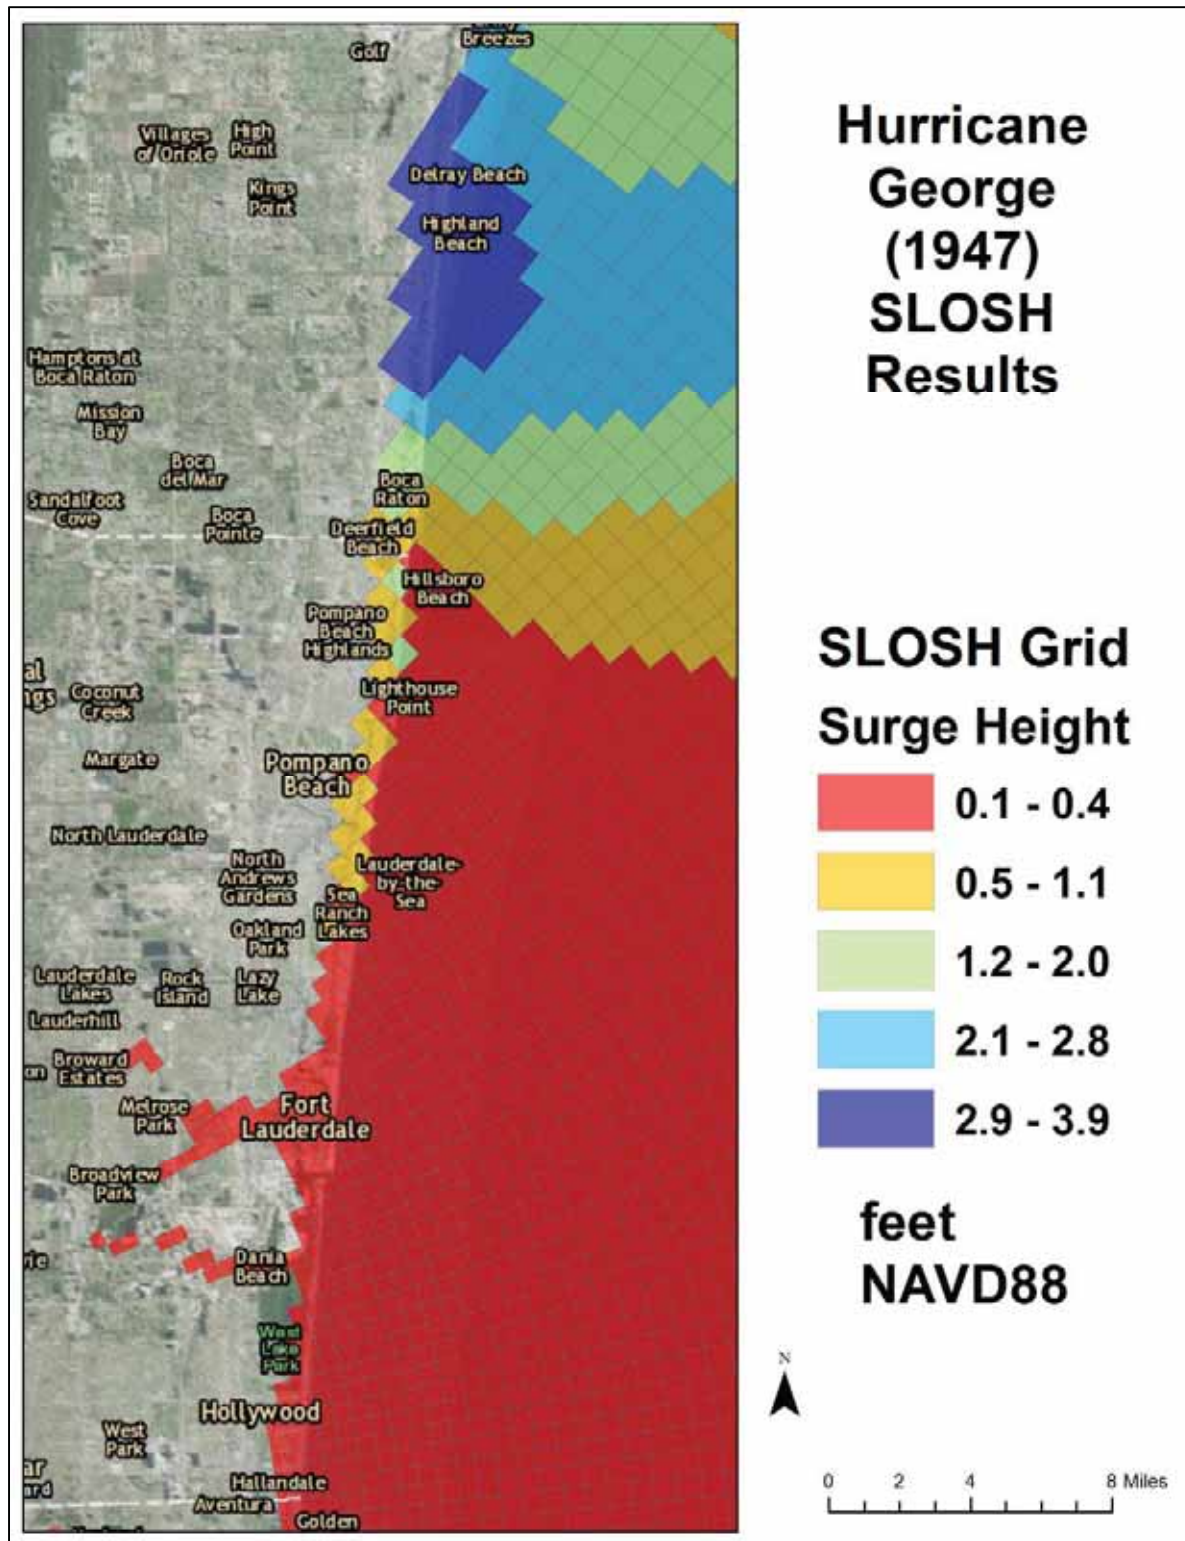 Breezes
Golf
Villages
of Oriole
High
Point
Kings
Point
Delray Beach
Highland
Beach
Hamptons at
Boca Raton
Mission
Bay
Boca
del Mar
Boca
Raton
Sandalfoot
Cove
Boca
Pointe
Deerfield
Beach
Hillsboro
Beach
Pompano
Beach
Highlands
al
ngs
Coconut
Creek
Lighthouse
Point
Margate
Pompano
Beach
North Lauderdale
North
Andrews
Gardens
Lauderdale-
by-the-
Sea
Sea
Ranch
Lakes
Oakland
Park
Lauderdale
Lakes
Rock
Island
Lazy
Lake
Lauderhill
on
Broward
Estates
Melrose
Park
Fort
Lauderdale
Broadview
Park
vie
Dania
Beach
West
Lake
Park
Hollywood
West
Park
ar
ard
Hallandale
Aventura
Golden
Hurricane
George
(1947)
SLOSH
Results
SLOSH Grid
Surge Height
0.1 - 0.4
0.5 - 1.1
1.2 - 2.0
2.1 - 2.8
2.9 - 3.9
feet
NAVD88
N
0 2 4 8 Miles